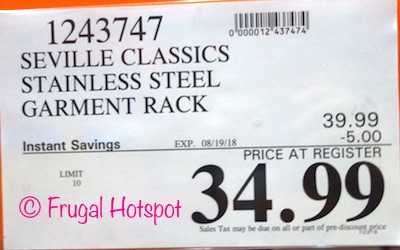 1243747
0000012 437474
SEVILLE CLASSICS
STAINLESS STEEL
GARMENT RACK
39.99
Instant Savings EXP. 08/19/18 -5.00
PRICE AT REGISTER
LIMIT
10
34.99
© Frugal Hotspot
Sales Tax may be due on all or part of pre-discount price